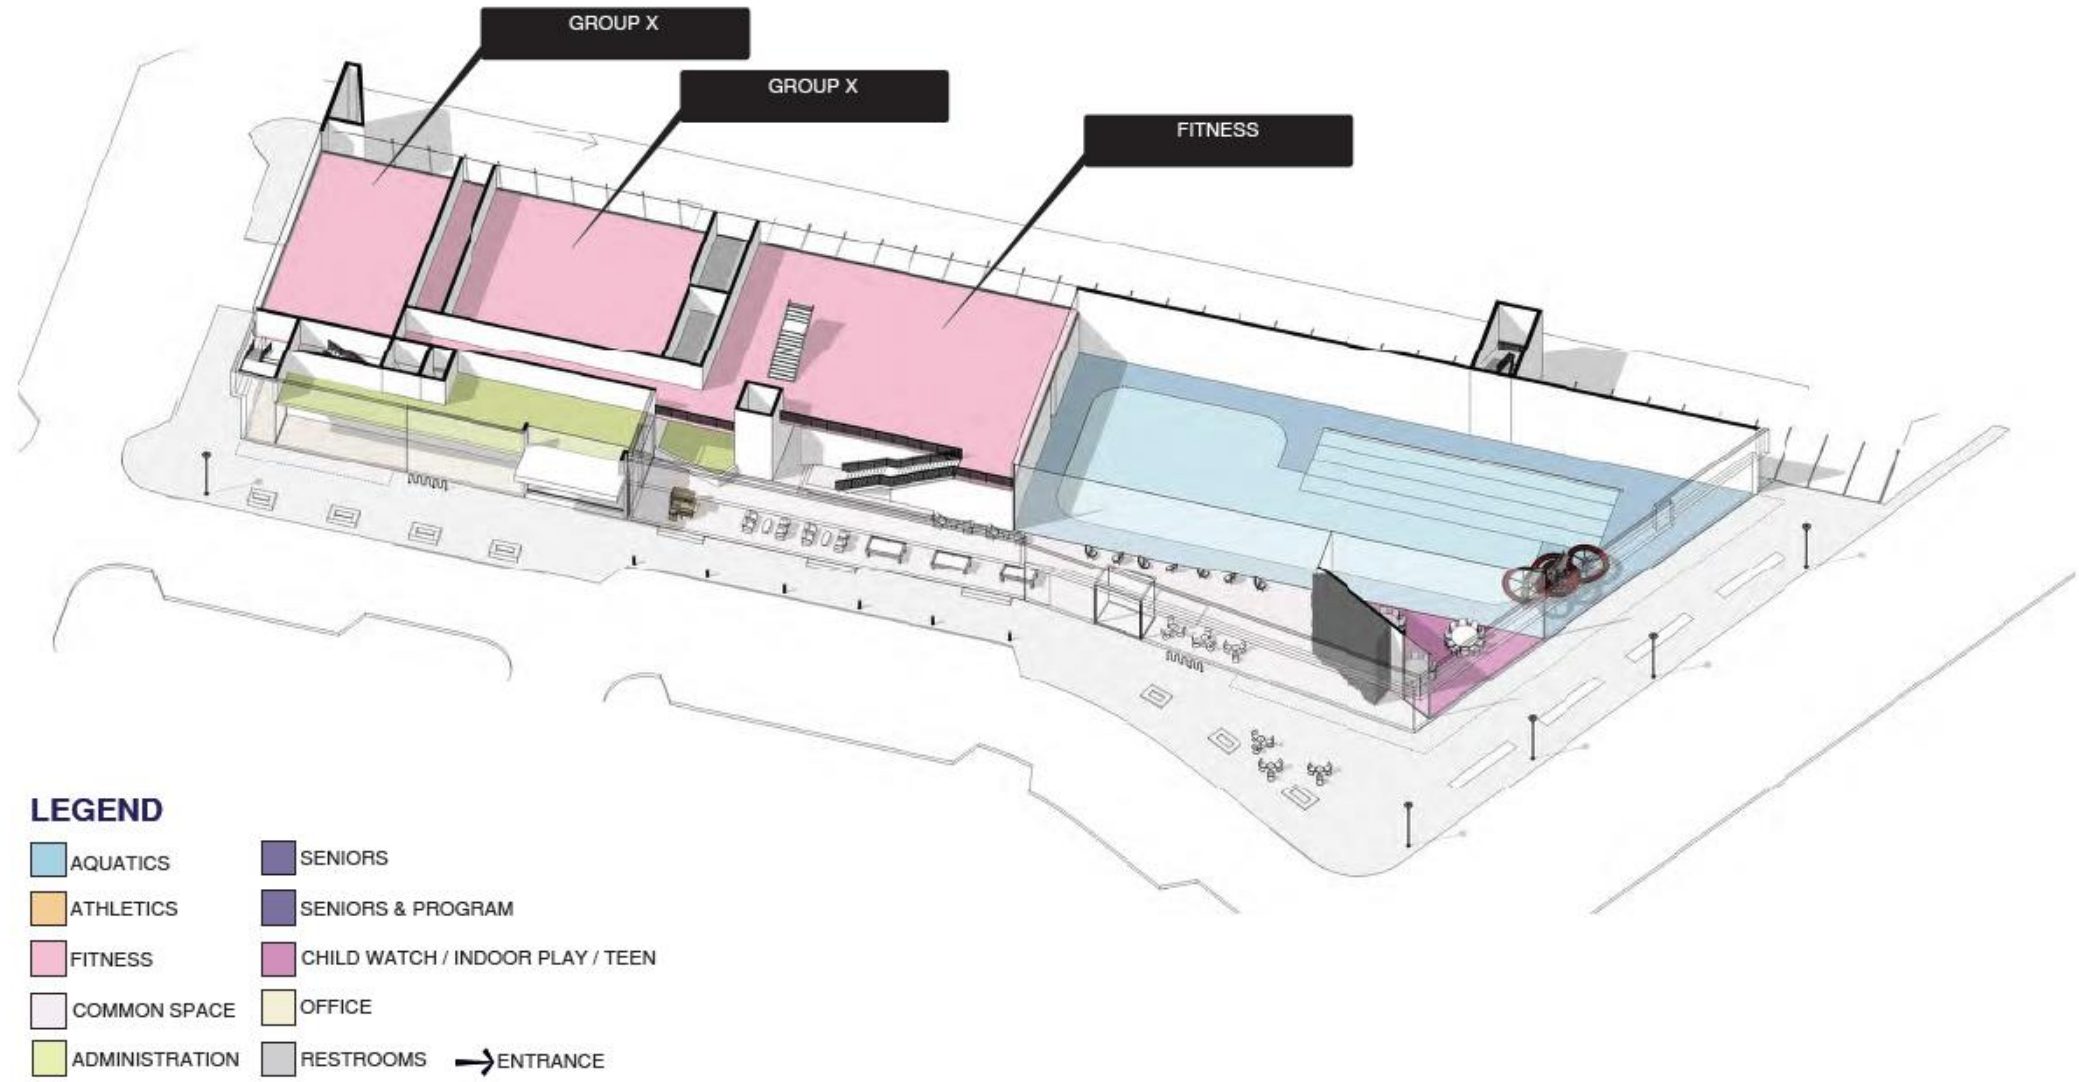 GROUP X
GROUP X
FITNESS
LEGEND
AQUATICS
ATHLETICS
FITNESS
COMMON SPACE
ADMINISTRATION
SENIORS
SENIORS & PROGRAM
CHILD WATCH / INDOOR PLAY / TEEN
OFFICE
RESTROOMS
ENTRANCE